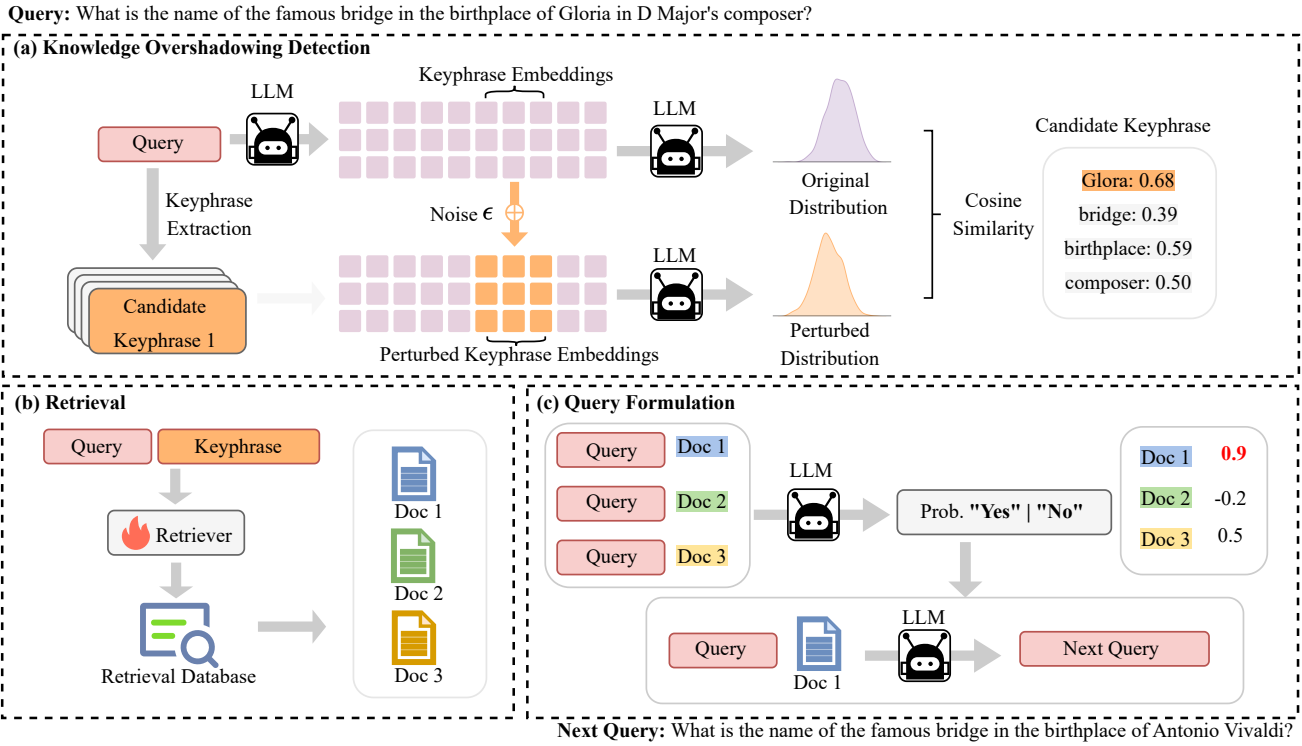 Query: What is the name of the famous bridge in the birthplace of Gloria in D Major's composer?
(a) Knowledge Overshadowing Detection
Keyphrase Embeddings
LLM
LLM
Query
Candidate Keyphrase
Original
Distribution
Glora: 0.68
Keyphrase
Extraction
Noise ϵ
Cosine
Similarity
bridge: 0.39
birthplace: 0.59
composer: 0.50
LLM
Candidate
Keyphrase 1
Perturbed Keyphrase Embeddings
Perturbed
Distribution
(b) Retrieval
Query
Keyphrase
Retriever
Retrieval Database
Doc 1
Doc 2
Doc 3
(c) Query Formulation
Query Doc 1
Query Doc 2
Query Doc 3
LLM
Prob. "Yes" | "No"
Doc 1 0.9
Doc 2 -0.2
Doc 3 0.5
Query
Doc 1
LLM
Next Query
Next Query: What is the name of the famous bridge in the birthplace of Antonio Vivaldi?